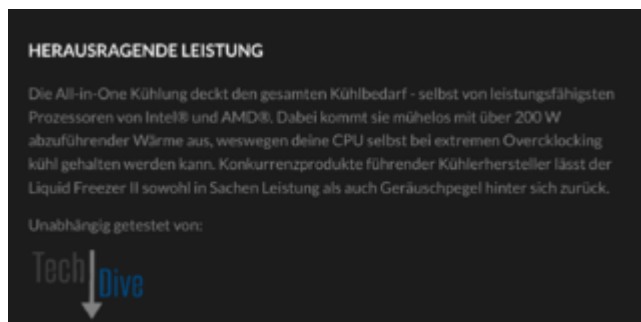 HERAUSRAGENDE LEISTUNG
Die All-in-One Kühlung deckt den gesamten Kühlbedarf - selbst von leistungsfähigsten
Prozessoren von Intel® und AMD®. Dabei kommt sie mühelos mit über 200 W
abzuführender Wärme aus, weswegen deine CPU selbst bei extremen Overcklocking
kühl gehalten werden kann. Konkurrenzprodukte führender Kühlerhersteller lässt der
Liquid Freezer II sowohl in Sachen Leistung als auch Geräuschpegel hinter sich zurück.
Unabhängig getestet von:
Tech
Dive